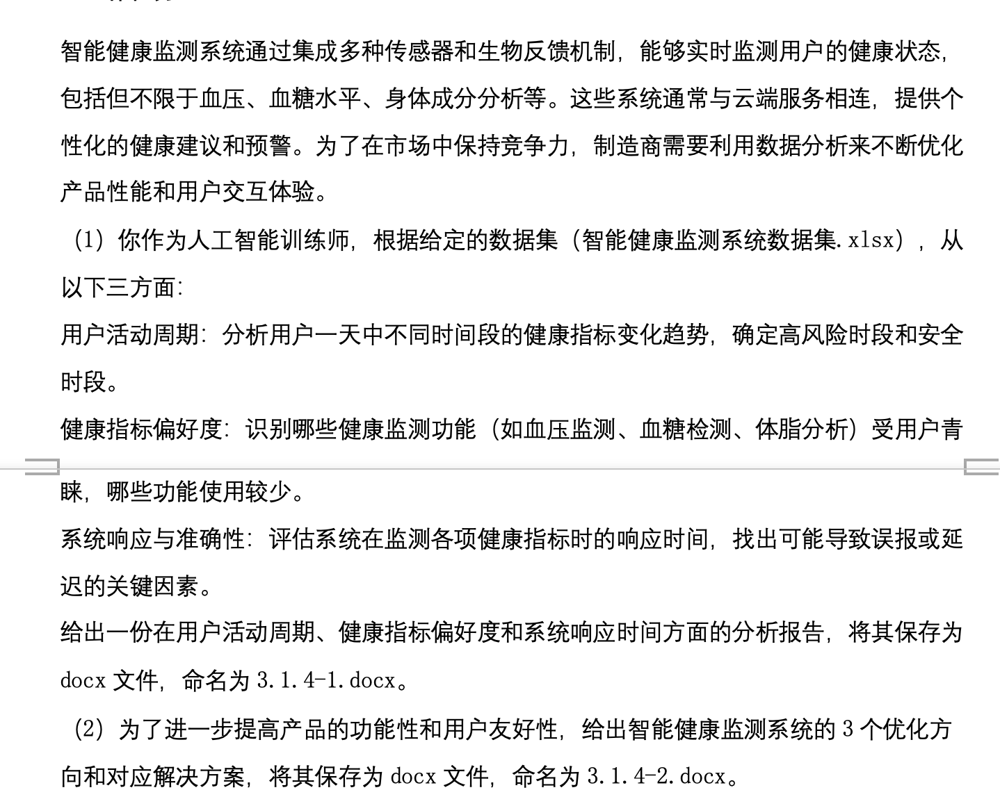 智能健康监测系统通过集成多种传感器和生物反馈机制，能够实时监测用户的健康状态，
包括但不限于血压、血糖水平、身体成分分析等。这些系统通常与云端服务相连，提供个
性化的健康建议和预警。为了在市场中保持竞争力，制造商需要利用数据分析来不断优化
产品性能和用户交互体验。
（1）你作为人工智能训练师，根据给定的数据集（智能健康监测系统数据集.xlsx），从
以下三方面：
用户活动周期：分析用户一天中不同时间段的健康指标变化趋势，确定高风险时段和安全
时段。
健康指标偏好度：识别哪些健康监测功能（如血压监测、血糖检测、体脂分析）受用户青
睐，哪些功能使用较少。
系统响应与准确性：评估系统在监测各项健康指标时的响应时间，找出可能导致误报或延
迟的关键因素。
给出一份在用户活动周期、健康指标偏好度和系统响应时间方面的分析报告，将其保存为
docx 文件，命名为 3.1.4-1.docx。
（2）为了进一步提高产品的功能性和用户友好性，给出智能健康监测系统的 3 个优化方
向和对应解决方案，将其保存为 docx 文件，命名为 3.1.4-2.docx。